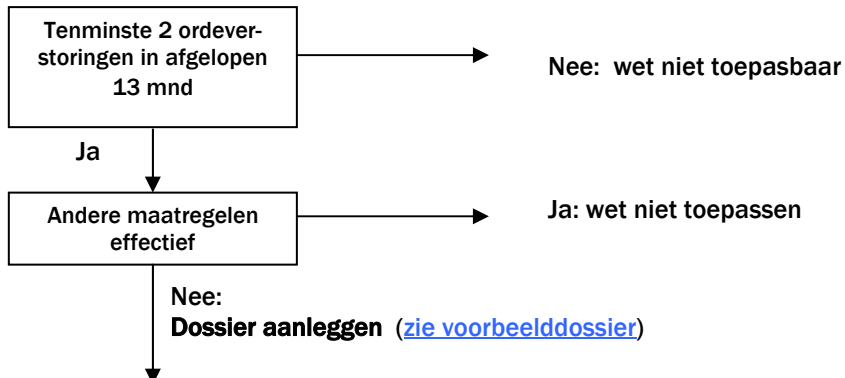 Tenminste 2 ordever-
storingen in afgelopen
13 mnd
Nee: wet niet toepasbaar
Ja
Andere maatregelen
effectief
Ja: wet niet toepassen
Nee:
Dossier aanleggen (zie voorbeelddossier)